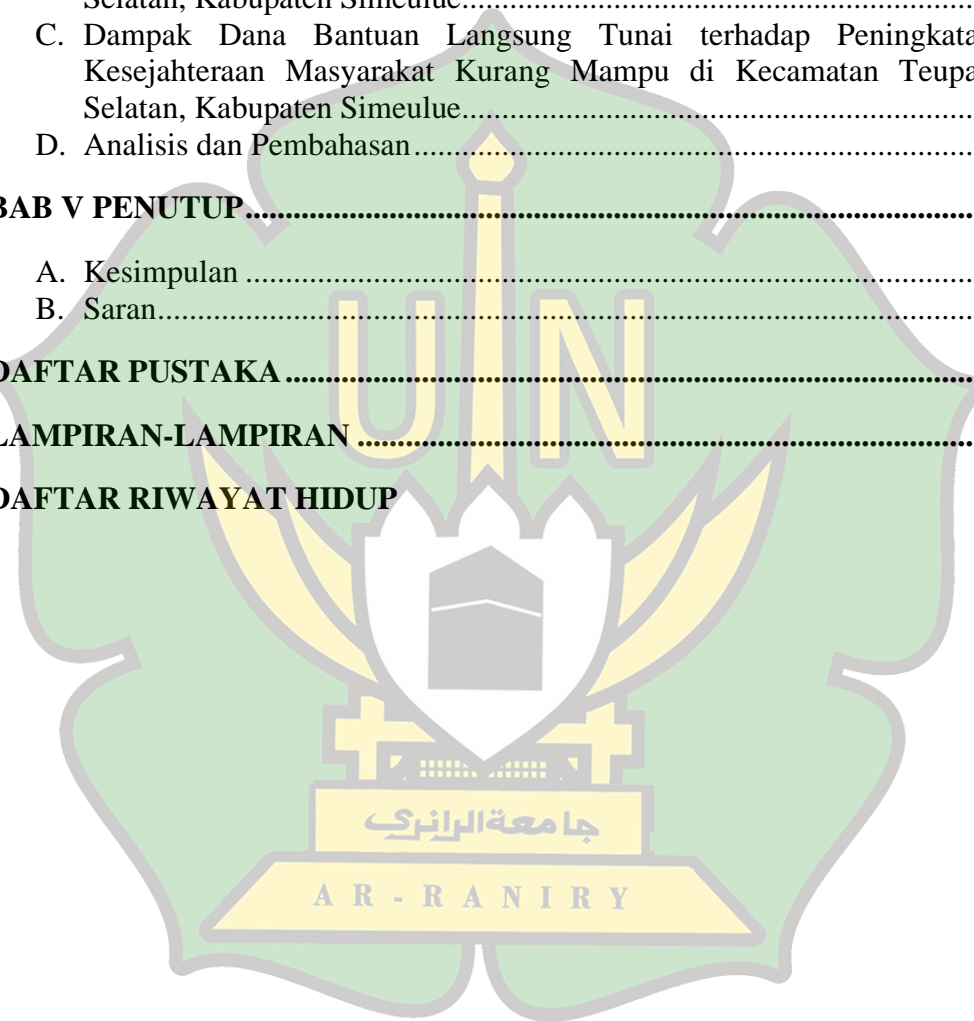 Selatan, Kabupaten Simeulue.....................................................................
C. Dampak Dana Bantuan Langsung Tunai terhadap Peningkata
Kesejahteraan Masyarakat Kurang Mampu di Kecamatan Teupa
Selatan, Kabupaten Simeulue.....................................................................
D. Analisis dan Pembahasan...........................................................................
BAB V PENUTUP...........................................................................................
A. Kesimpulan ................................................................................................
B. Saran...........................................................................................................
DAFTAR PUSTAKA ......................................................................................
LAMPIRAN-LAMPIRAN .............................................................................
DAFTAR RIWAYAT HIDUP
UIN
جامعة الرانري
AR-RANIRY